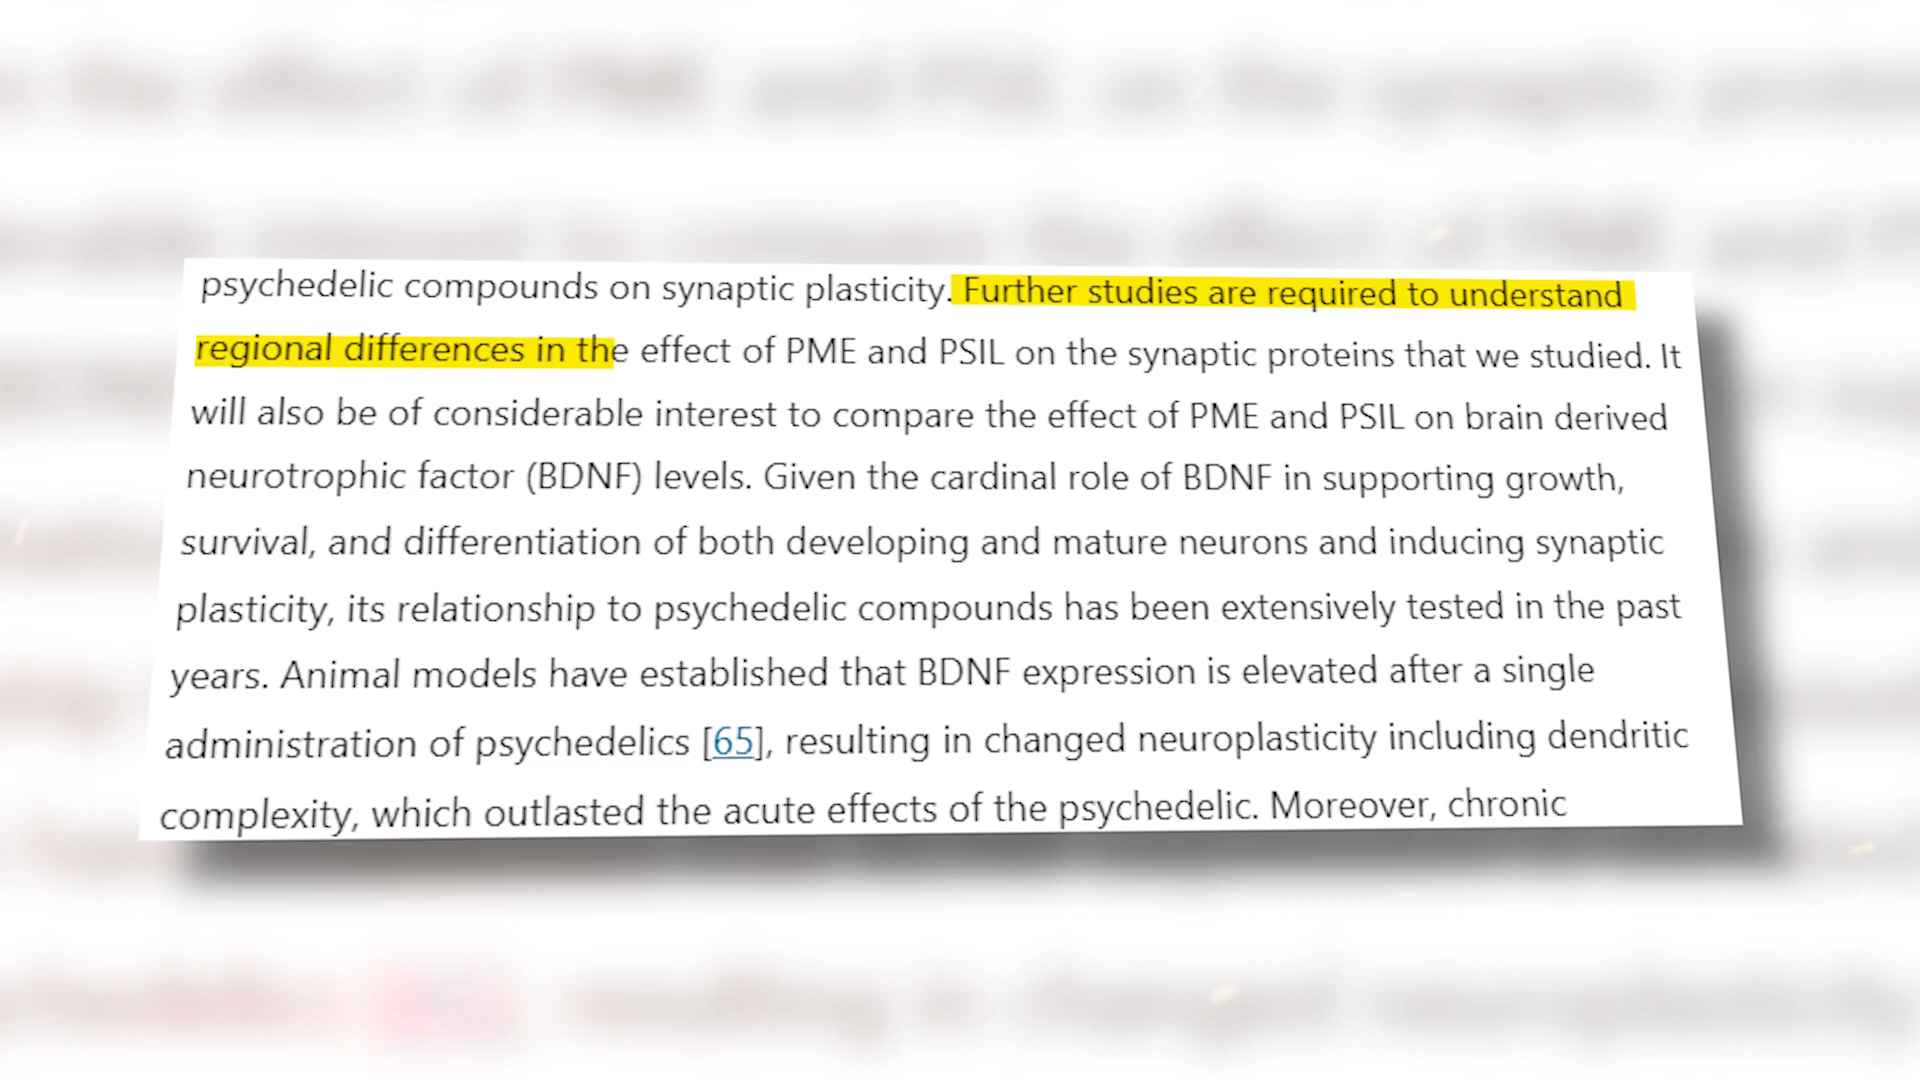 psychedelic compounds on synaptic plasticity. Further studies are required to understand
regional differences in the effect of PME and PSIL on the synaptic proteins that we studied. It
will also be of considerable interest to compare the effect of PME and PSIL on brain derived
neurotrophic factor (BDNF) levels. Given the cardinal role of BDNF in supporting growth,
survival, and differentiation of both developing and mature neurons and inducing synaptic
plasticity, its relationship to psychedelic compounds has been extensively tested in the past
years. Animal models have established that BDNF expression is elevated after a single
administration of psychedelics [65], resulting in changed neuroplasticity including dendritic
complexity, which outlasted the acute effects of the psychedelic. Moreover, chronic